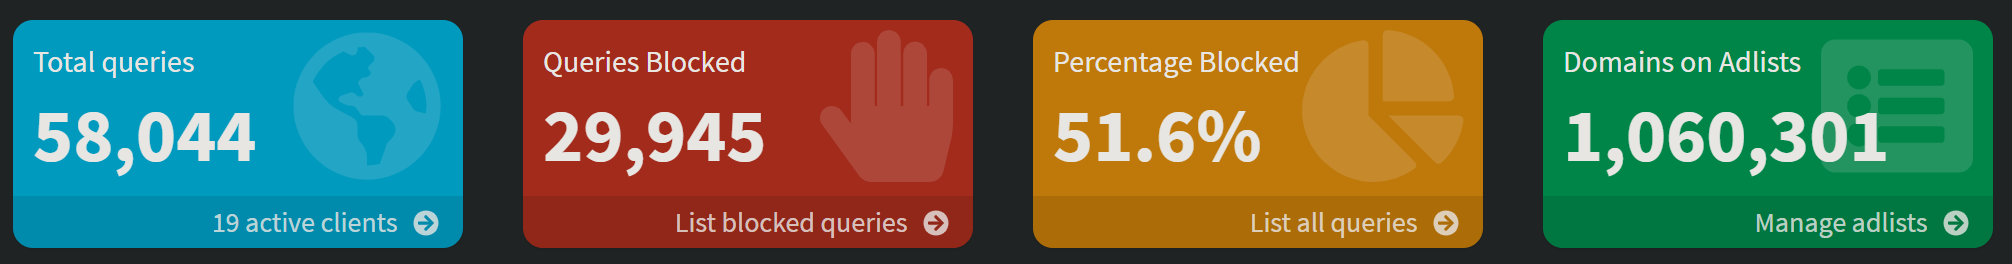 Total queries
58,044
19 active clients
Queries Blocked
29,945
List blocked queries
Percentage Blocked
51.6%
List all queries
Domains on Adlists
1,060,301
Manage adlists